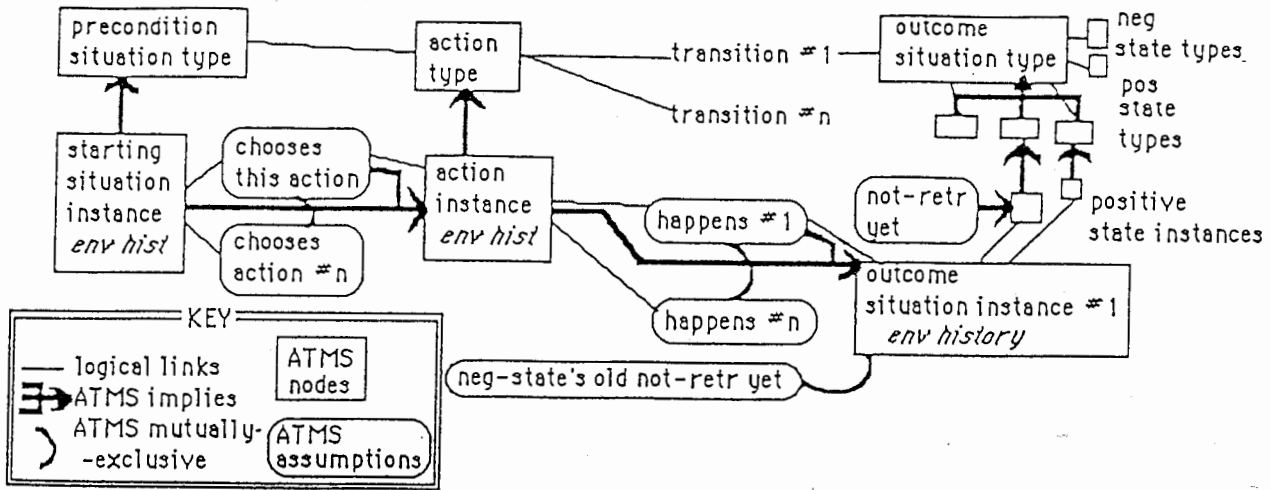 precondition
situation type
action
type
transition #1
transition #n
outcome
situation type
neg
state types
pos
state
types
starting
situation
instance
env hist
chooses
this action
chooses
action #n
action
instance
env hist
happens #1
happens #n
not-retr
yet
positive
state instances
outcome
situation instance #1
env history
neg-state's old not-retr yet
KEY
logical links
ATMS implies
ATMS mutually-
-exclusive
ATMS
nodes
ATMS
assumptions